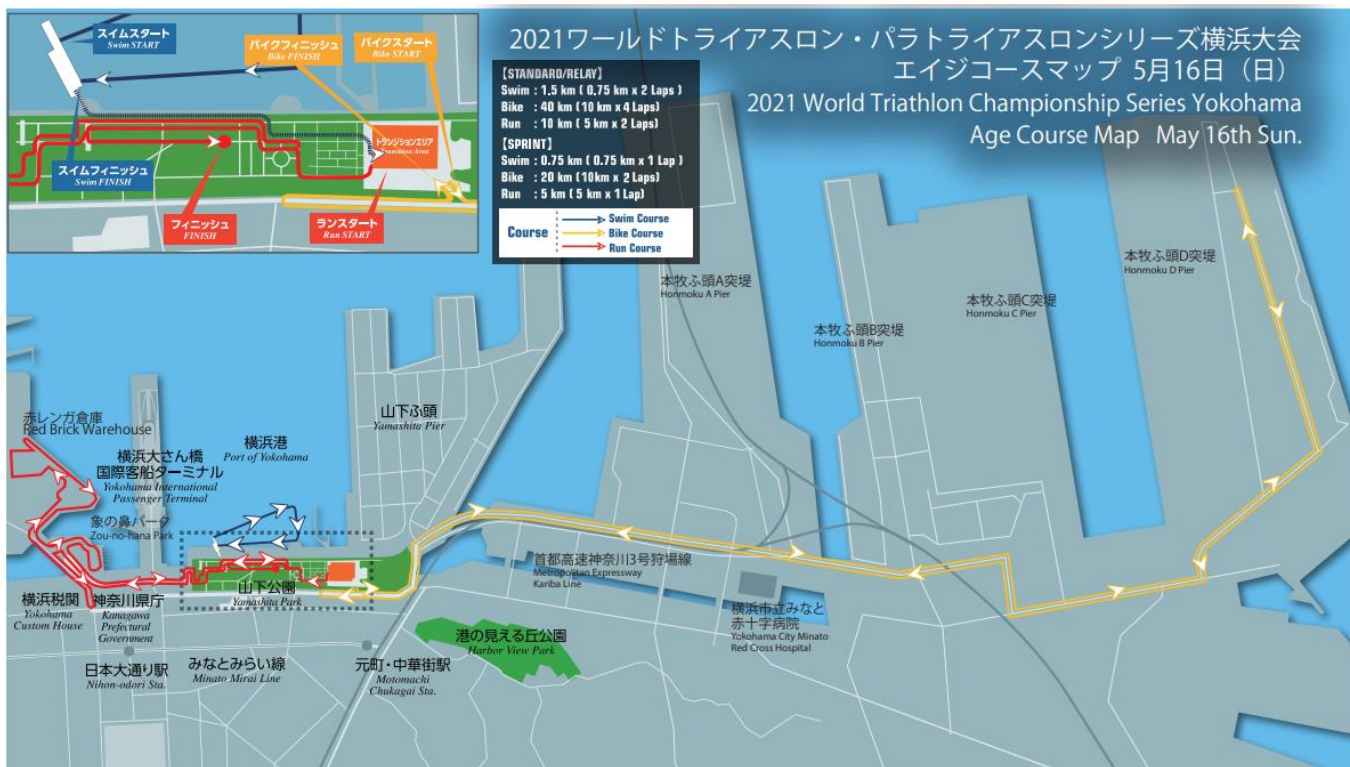 スイムスタート
Swim START
バイクフィニッシュ
Bike FINISH
バイクスタート
Bike START
トランジションエリア
Transition Area
スイムフィニッシュ
Swim FINISH
フィニッシュ
FINISH
ランスタート
Run START
2021ワールドトライアスロン・パラトライアスロンシリーズ横浜大会
エイジコースマップ 5月16日（日）
2021 World Triathlon Championship Series Yokohama
Age Course Map May 16th Sun.
【STANDARD/RELAY】
Swim : 1.5 km ( 0.75 km x 2 Laps )
Bike : 40 km (10 km x 4 Laps)
Run : 10 km ( 5 km x 2 Laps)
【SPRINT】
Swim : 0.75 km ( 0.75 km x 1 Lap )
Bike : 20 km (10km x 2 Laps)
Run : 5 km ( 5 km x 1 Lap)
Course
Swim Course
Bike Course
Run Course
本牧ふ頭A突堤
Honmoku A Pier
本牧ふ頭B突堤
Honmoku B Pier
本牧ふ頭C突堤
Honmoku C Pier
本牧ふ頭D突堤
Honmoku D Pier
赤レンガ倉庫
Red Brick Warehouse
横浜大さん橋
国際客船ターミナル
Yokohama International
Passenger Terminal
横浜港
Port of Yokohama
山下ふ頭
Yamashita Pier
象の鼻パーク
Zou-no-hana Park
横浜税関
Yokohama
Custom House
神奈川県庁
Kanagawa
Prefectural
Government
山下公園
Yamashita Park
首都高速神奈川3号狩場線
Metropolitan Expressway
Kariba Line
横浜市立みなと
赤十字病院
Yokohama City Minato
Red Cross Hospital
港の見える丘公園
Harbor View Park
日本大通り駅
Nihon-odori Sta.
みなとみらい線
Minato Mirai Line
元町・中華街駅
Motomachi
Chukagai Sta.